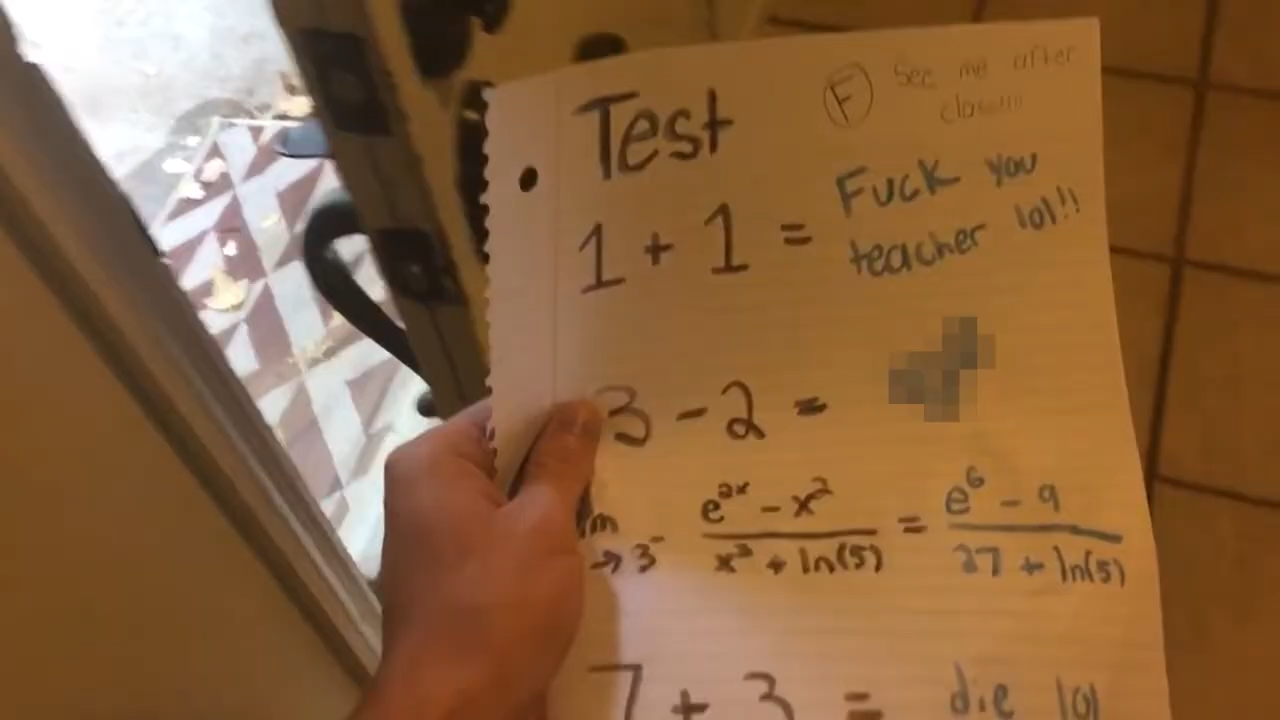 Test
F See me after
class!!!
1 + 1 = Fuck you
teacher lol!!
3 - 2 =
→ 3⁻ e^2x - x^2 / x^3 + ln(5) = e^6 - 9 / 27 + ln(5)
7 + 3 = die lol